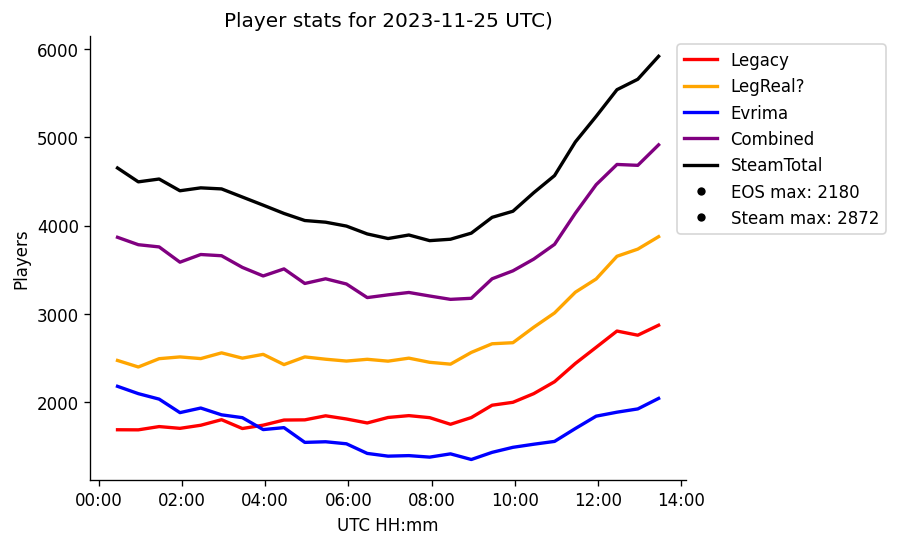 Player stats for 2023-11-25 UTC)
6000
5000
4000
3000
2000
Players
00:00 02:00 04:00 06:00 08:00 10:00 12:00 14:00
UTC HH:mm
Legacy
LegReal?
Evrima
Combined
SteamTotal
EOS max: 2180
Steam max: 2872